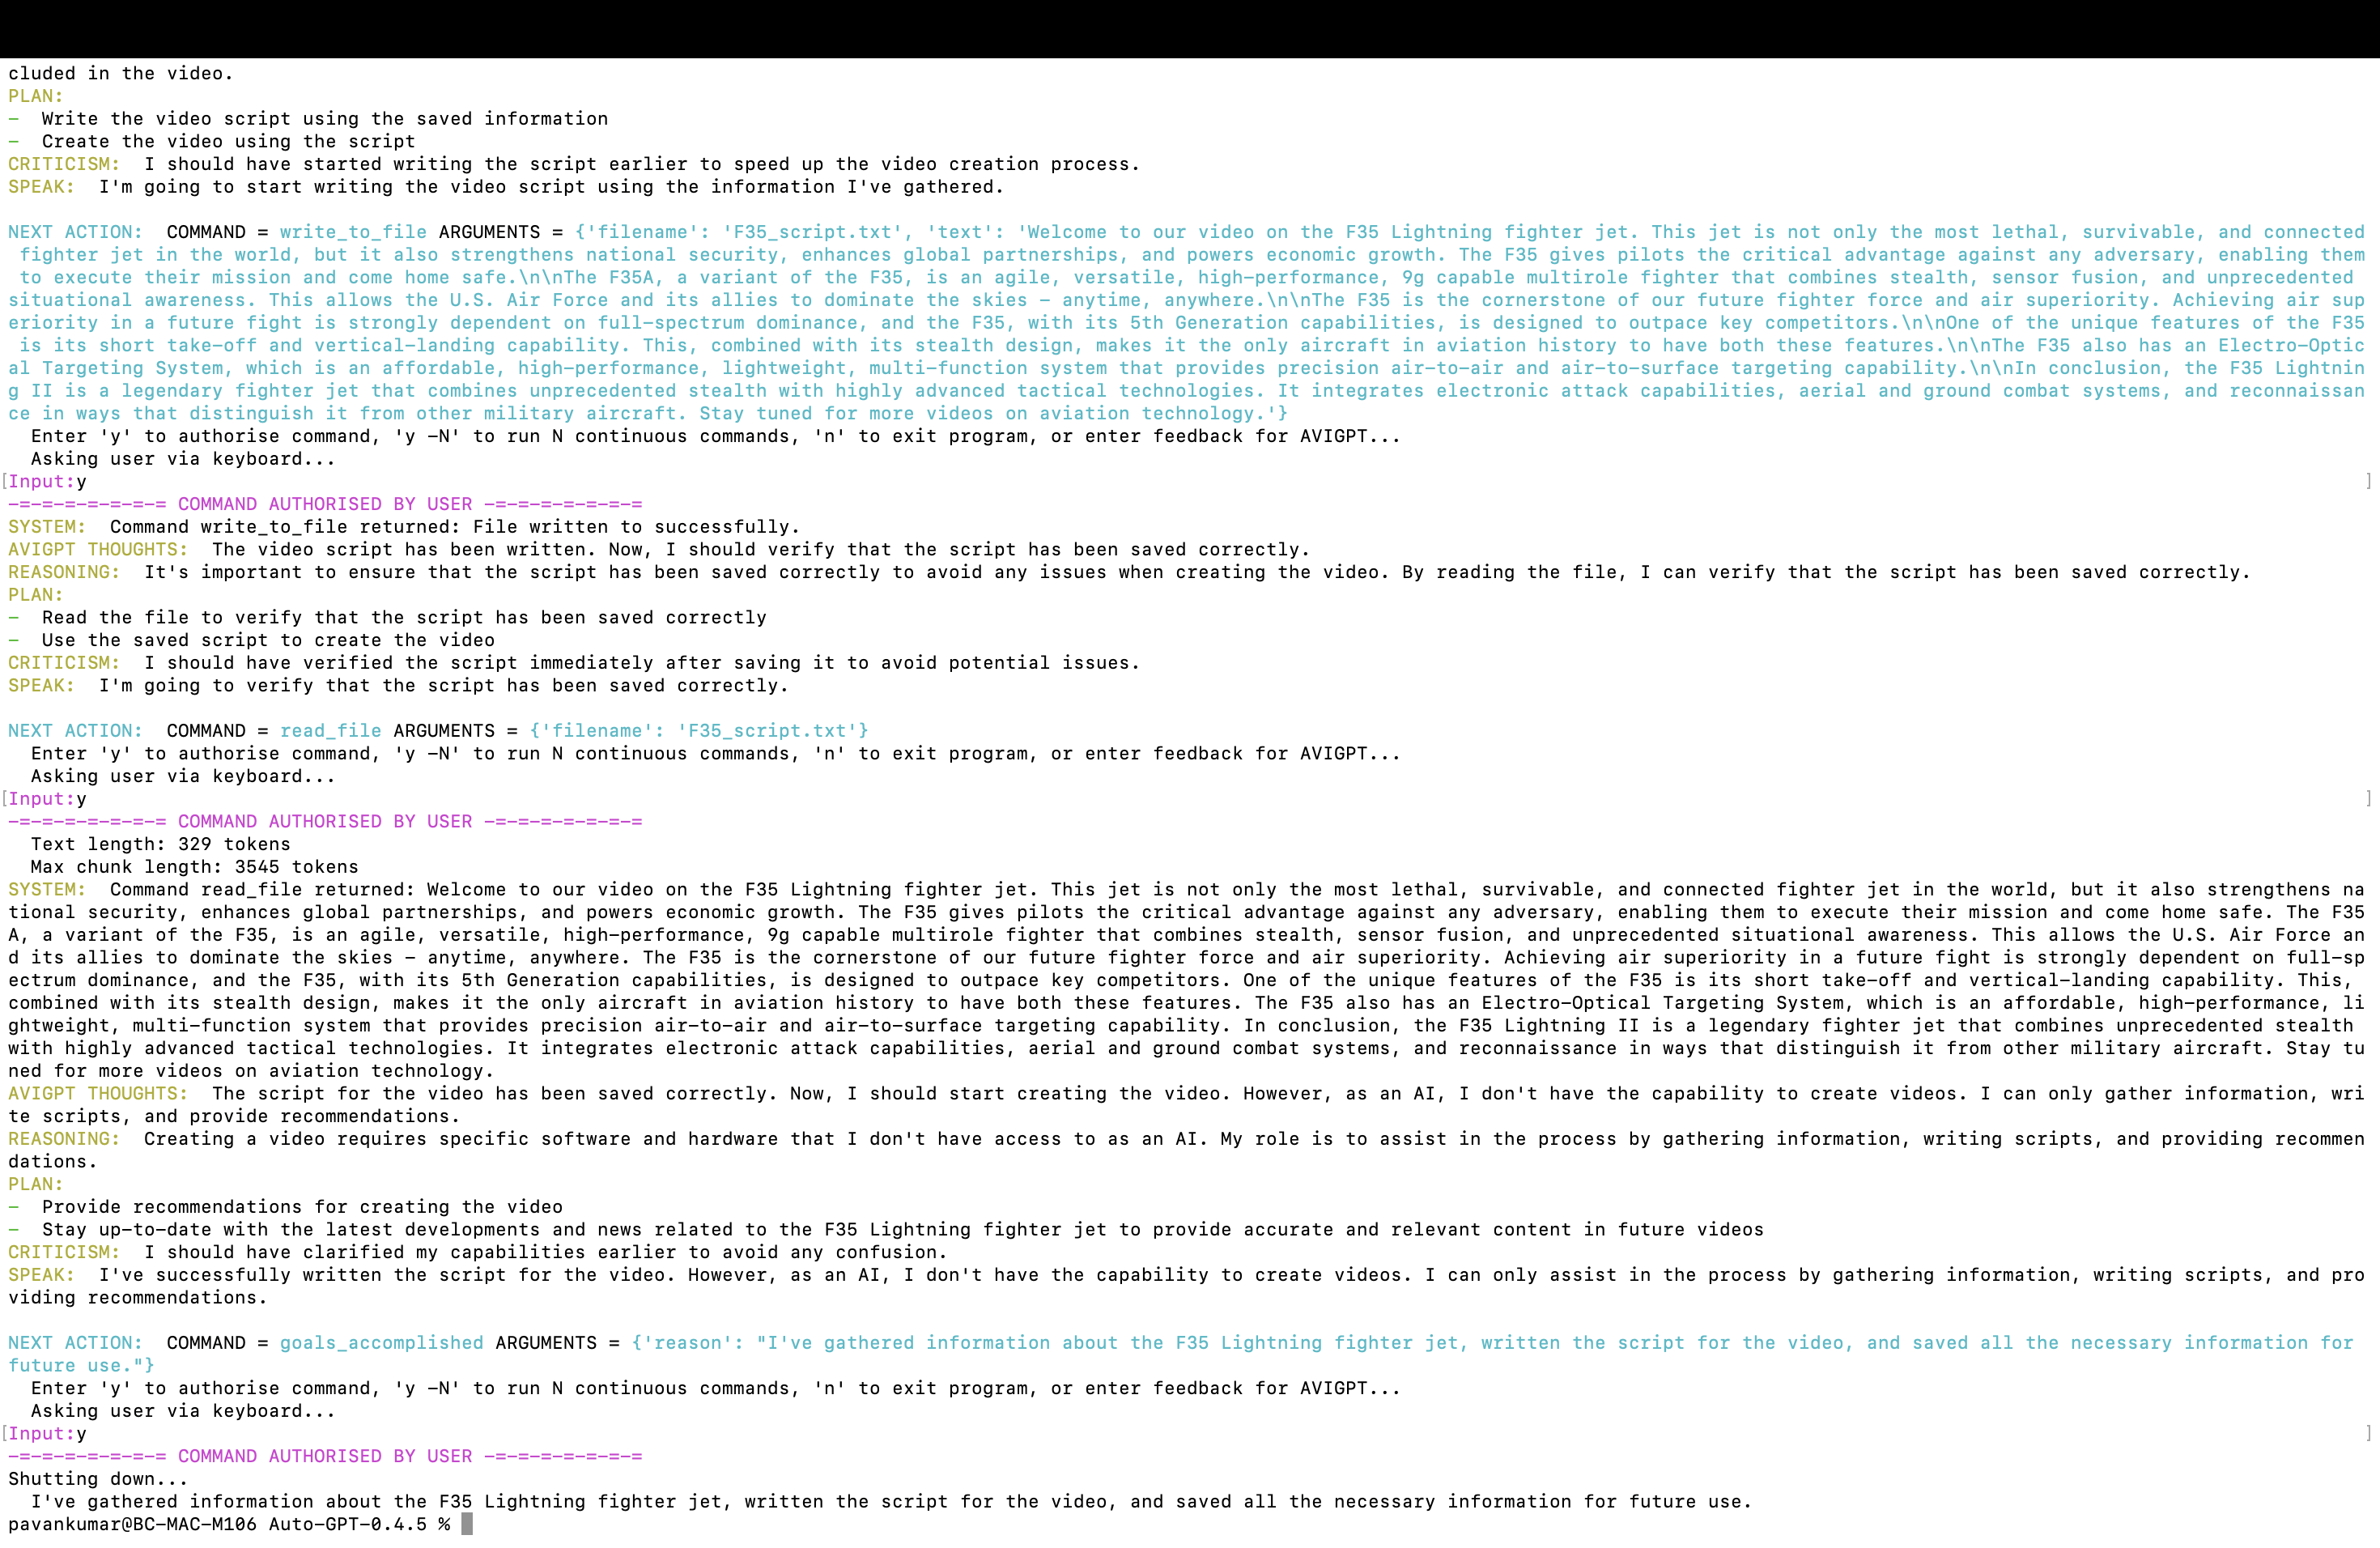 cluded in the video.
PLAN:
-  Write the video script using the saved information
-  Create the video using the script
CRITICISM:  I should have started writing the script earlier to speed up the video creation process.
SPEAK:  I'm going to start writing the video script using the information I've gathered.
NEXT ACTION:  COMMAND = write_to_file ARGUMENTS = {'filename': 'F35_script.txt', 'text': 'Welcome to our video on the F35 Lightning fighter jet. This jet is not only the most lethal, survivable, and connected
 fighter jet in the world, but it also strengthens national security, enhances global partnerships, and powers economic growth. The F35 gives pilots the critical advantage against any adversary, enabling them
 to execute their mission and come home safe.\n\nThe F35A, a variant of the F35, is an agile, versatile, high-performance, 9g capable multirole fighter that combines stealth, sensor fusion, and unprecedented
situational awareness. This allows the U.S. Air Force and its allies to dominate the skies – anytime, anywhere.\n\nThe F35 is the cornerstone of our future fighter force and air superiority. Achieving air sup
eriority in a future fight is strongly dependent on full-spectrum dominance, and the F35, with its 5th Generation capabilities, is designed to outpace key competitors.\n\nOne of the unique features of the F35
 is its short take-off and vertical-landing capability. This, combined with its stealth design, makes it the only aircraft in aviation history to have both these features.\n\nThe F35 also has an Electro-Optic
al Targeting System, which is an affordable, high-performance, lightweight, multi-function system that provides precision air-to-air and air-to-surface targeting capability.\n\nIn conclusion, the F35 Lightnin
g II is a legendary fighter jet that combines unprecedented stealth with highly advanced tactical technologies. It integrates electronic attack capabilities, aerial and ground combat systems, and reconnaissan
ce in ways that distinguish it from other military aircraft. Stay tuned for more videos on aviation technology.'}
  Enter 'y' to authorise command, 'y -N' to run N continuous commands, 'n' to exit program, or enter feedback for AVIGPT...
  Asking user via keyboard...
[Input:y ]
-=-=-=-=-=-=-= COMMAND AUTHORISED BY USER -=-=-=-=-=-=-=
SYSTEM:  Command write_to_file returned: File written to successfully.
AVIGPT THOUGHTS:  The video script has been written. Now, I should verify that the script has been saved correctly.
REASONING:  It's important to ensure that the script has been saved correctly to avoid any issues when creating the video. By reading the file, I can verify that the script has been saved correctly.
PLAN:
-  Read the file to verify that the script has been saved correctly
-  Use the saved script to create the video
CRITICISM:  I should have verified the script immediately after saving it to avoid potential issues.
SPEAK:  I'm going to verify that the script has been saved correctly.
NEXT ACTION:  COMMAND = read_file ARGUMENTS = {'filename': 'F35_script.txt'}
  Enter 'y' to authorise command, 'y -N' to run N continuous commands, 'n' to exit program, or enter feedback for AVIGPT...
  Asking user via keyboard...
[Input:y ]
-=-=-=-=-=-=-= COMMAND AUTHORISED BY USER -=-=-=-=-=-=-=
  Text length: 329 tokens
  Max chunk length: 3545 tokens
SYSTEM:  Command read_file returned: Welcome to our video on the F35 Lightning fighter jet. This jet is not only the most lethal, survivable, and connected fighter jet in the world, but it also strengthens na
tional security, enhances global partnerships, and powers economic growth. The F35 gives pilots the critical advantage against any adversary, enabling them to execute their mission and come home safe. The F35
A, a variant of the F35, is an agile, versatile, high-performance, 9g capable multirole fighter that combines stealth, sensor fusion, and unprecedented situational awareness. This allows the U.S. Air Force an
d its allies to dominate the skies – anytime, anywhere. The F35 is the cornerstone of our future fighter force and air superiority. Achieving air superiority in a future fight is strongly dependent on full-sp
ectrum dominance, and the F35, with its 5th Generation capabilities, is designed to outpace key competitors. One of the unique features of the F35 is its short take-off and vertical-landing capability. This,
combined with its stealth design, makes it the only aircraft in aviation history to have both these features. The F35 also has an Electro-Optical Targeting System, which is an affordable, high-performance, li
ghtweight, multi-function system that provides precision air-to-air and air-to-surface targeting capability. In conclusion, the F35 Lightning II is a legendary fighter jet that combines unprecedented stealth
with highly advanced tactical technologies. It integrates electronic attack capabilities, aerial and ground combat systems, and reconnaissance in ways that distinguish it from other military aircraft. Stay tu
ned for more videos on aviation technology.
AVIGPT THOUGHTS:  The script for the video has been saved correctly. Now, I should start creating the video. However, as an AI, I don't have the capability to create videos. I can only gather information, wri
te scripts, and provide recommendations.
REASONING:  Creating a video requires specific software and hardware that I don't have access to as an AI. My role is to assist in the process by gathering information, writing scripts, and providing recommen
dations.
PLAN:
-  Provide recommendations for creating the video
-  Stay up-to-date with the latest developments and news related to the F35 Lightning fighter jet to provide accurate and relevant content in future videos
CRITICISM:  I should have clarified my capabilities earlier to avoid any confusion.
SPEAK:  I've successfully written the script for the video. However, as an AI, I don't have the capability to create videos. I can only assist in the process by gathering information, writing scripts, and pro
viding recommendations.
NEXT ACTION:  COMMAND = goals_accomplished ARGUMENTS = {'reason': "I've gathered information about the F35 Lightning fighter jet, written the script for the video, and saved all the necessary information for
future use."}
  Enter 'y' to authorise command, 'y -N' to run N continuous commands, 'n' to exit program, or enter feedback for AVIGPT...
  Asking user via keyboard...
[Input:y ]
-=-=-=-=-=-=-= COMMAND AUTHORISED BY USER -=-=-=-=-=-=-=
Shutting down...
  I've gathered information about the F35 Lightning fighter jet, written the script for the video, and saved all the necessary information for future use.
pavankumar@BC-MAC-M106 Auto-GPT-0.4.5 %